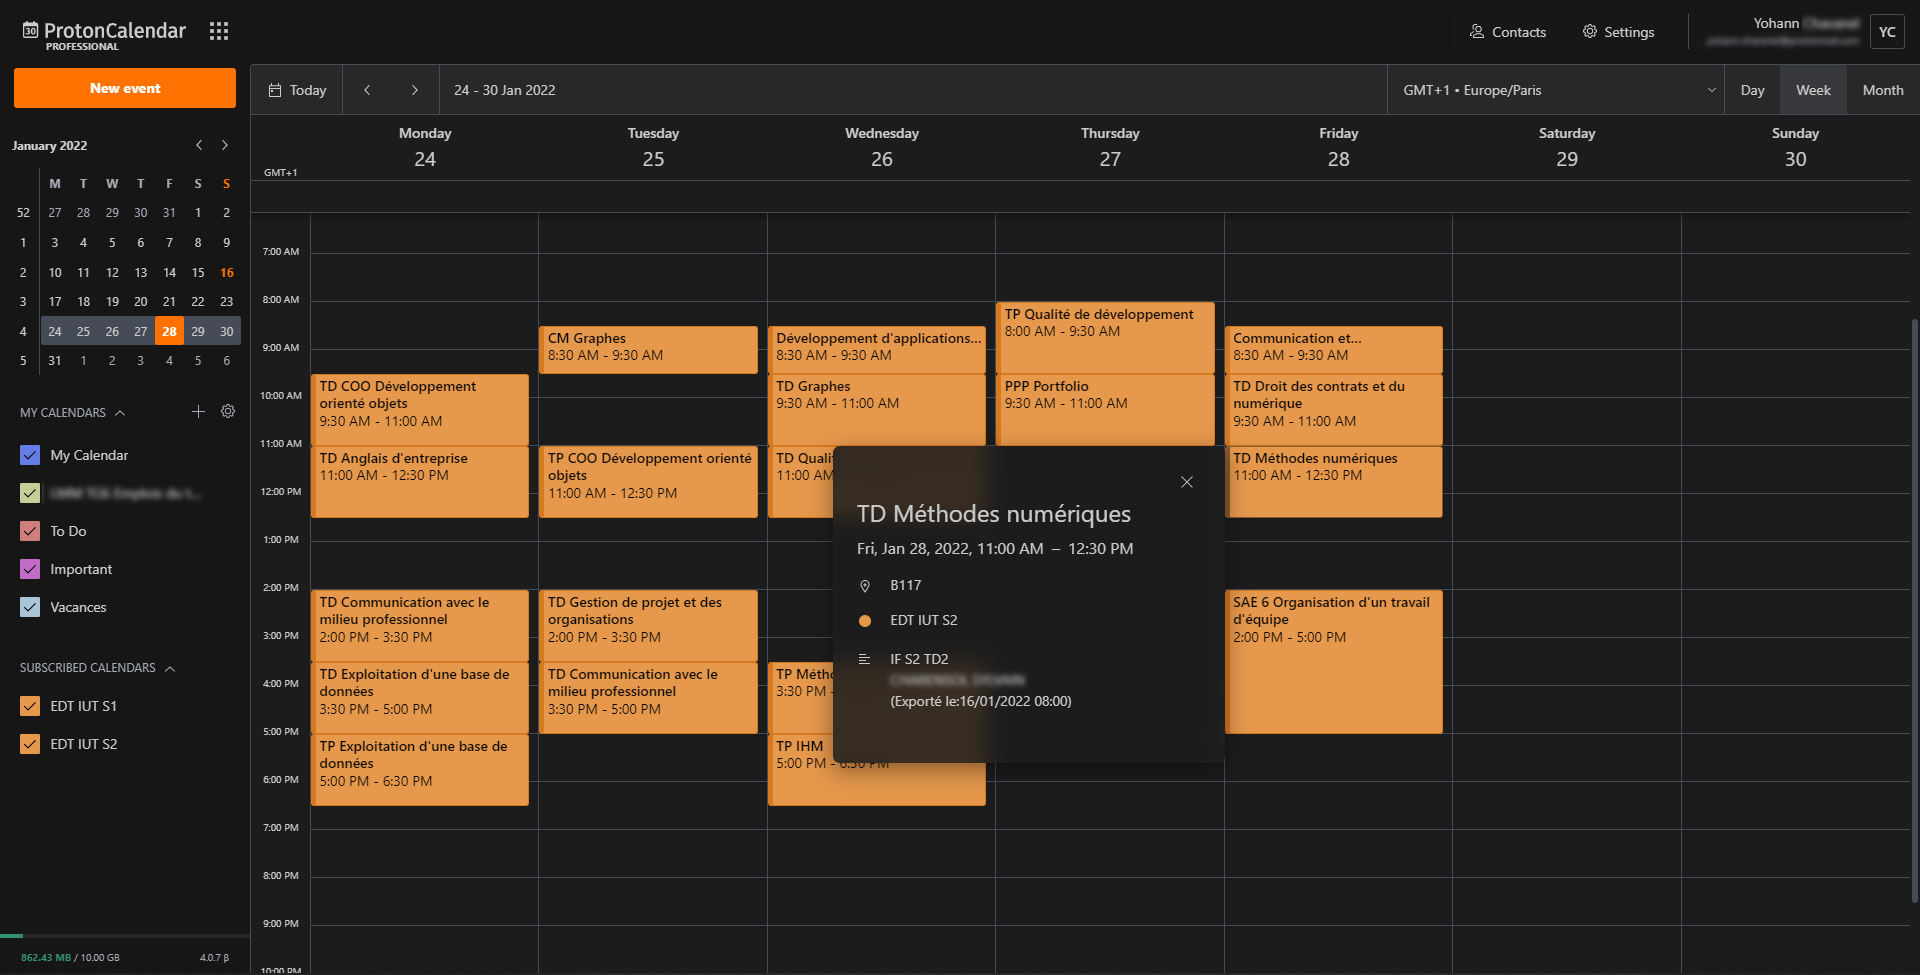 ProtonCalendar
PROFESSIONAL
Contacts
Settings
Yohann
YC
New event
Today
24 - 30 Jan 2022
GMT+1 • Europe/Paris
Day
Week
Month
January 2022
M T W T F S S
52 27 28 29 30 31 1 2
1 3 4 5 6 7 8 9
2 10 11 12 13 14 15 16
3 17 18 19 20 21 22 23
4 24 25 26 27 28 29 30
5 31 1 2 3 4 5 6
MY CALENDARS
My Calendar
To Do
Important
Vacances
SUBSCRIBED CALENDARS
EDT IUT S1
EDT IUT S2
862.43 MB / 10.00 GB
4.0.7 β
GMT+1
Monday
24
Tuesday
25
Wednesday
26
Thursday
27
Friday
28
Saturday
29
Sunday
30
7:00 AM
8:00 AM
9:00 AM
10:00 AM
11:00 AM
12:00 PM
1:00 PM
2:00 PM
3:00 PM
4:00 PM
5:00 PM
6:00 PM
7:00 PM
8:00 PM
9:00 PM
10:00 PM
TD COO Développement
orienté objets
9:30 AM - 11:00 AM
TD Anglais d'entreprise
11:00 AM - 12:30 PM
TD Communication avec le
milieu professionnel
2:00 PM - 3:30 PM
TD Exploitation d'une base de
données
3:30 PM - 5:00 PM
TP Exploitation d'une base de
données
5:00 PM - 6:30 PM
CM Graphes
8:30 AM - 9:30 AM
TP COO Développement orienté
objets
11:00 AM - 12:30 PM
TD Gestion de projet et des
organisations
2:00 PM - 3:30 PM
TD Communication avec le
milieu professionnel
3:30 PM - 5:00 PM
Développement d'applications...
8:30 AM - 9:30 AM
TD Graphes
9:30 AM - 11:00 AM
TD Quali
11:00 AM
TP Métho
3:30 PM -
TP IHM
5:00 PM - 6:30 PM
TP Qualité de développement
8:00 AM - 9:30 AM
PPP Portfolio
9:30 AM - 11:00 AM
Communication et...
8:30 AM - 9:30 AM
TD Droit des contrats et du
numérique
9:30 AM - 11:00 AM
TD Méthodes numériques
11:00 AM - 12:30 PM
SAE 6 Organisation d'un travail
d'équipe
2:00 PM - 5:00 PM
TD Méthodes numériques
Fri, Jan 28, 2022, 11:00 AM – 12:30 PM
B117
EDT IUT S2
IF S2 TD2
(Exporté le:16/01/2022 08:00)